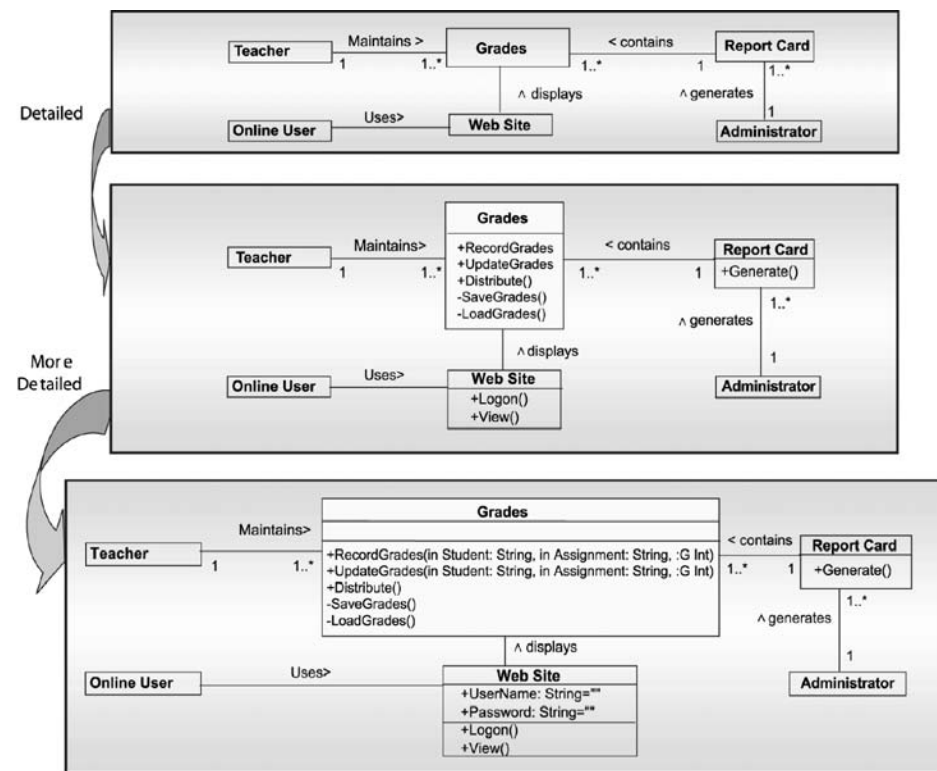 Detailed
More
Detailed
Maintains >
Teacher
1
1..*
Grades
< contains
1..*
1
Report Card
1..*
^ displays
^ generates
Uses>
Online User
Web Site
1
Administrator
Grades
+RecordGrades
+UpdateGrades
+Distribute()
-SaveGrades()
-LoadGrades()
Maintains>
Teacher
1
1..*
< contains
1..*
1
Report Card
+Generate()
1..*
^ generates
1
Administrator
^ displays
Uses>
Online User
Web Site
+Logon()
+View()
Grades
Maintains>
Teacher
1
1..*
+RecordGrades(in Student: String, in Assignment: String, :G Int)
+UpdateGrades(in Student: String, in Assignment: String, :G Int)
+Distribute()
-SaveGrades()
-LoadGrades()
< contains
1..*
1
Report Card
+Generate()
1..*
^ generates
1
Administrator
^ displays
Uses>
Online User
Web Site
+UserName: String=""
+Password: String=""
+Logon()
+View()